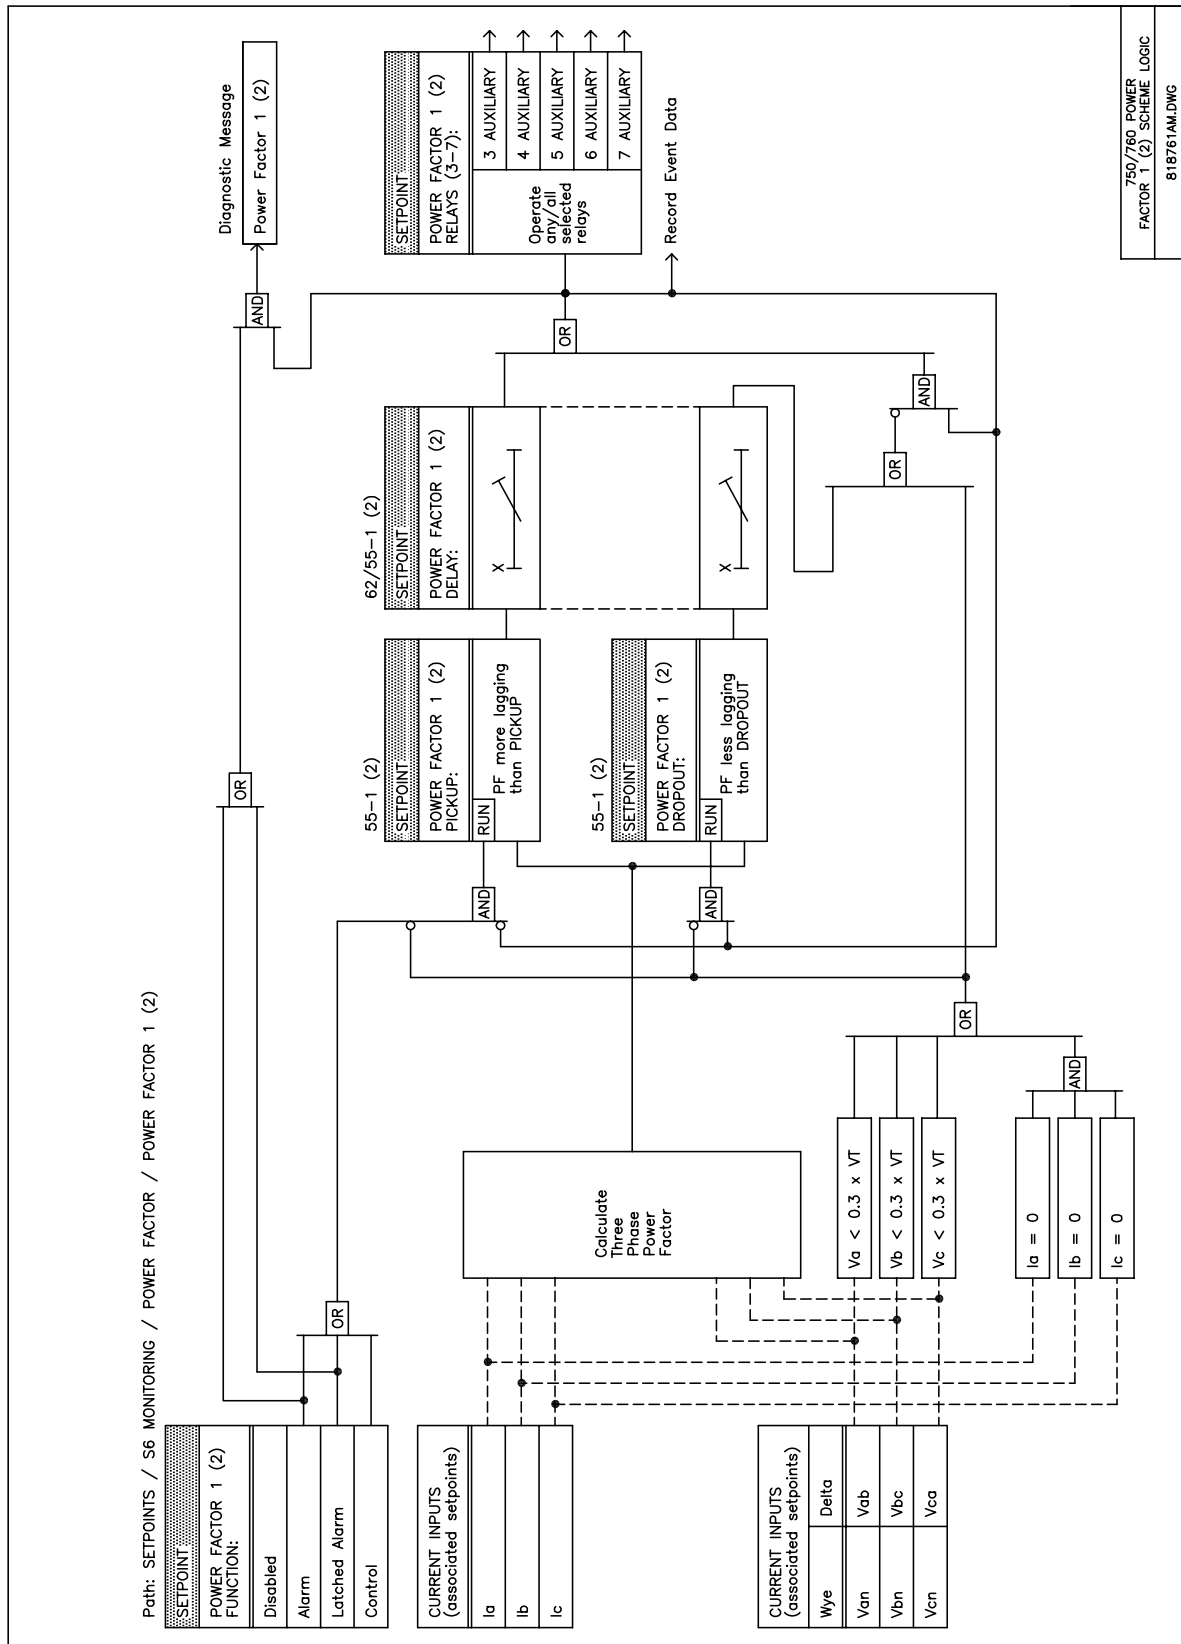 Path: SETPOINTS / S6 MONITORING / POWER FACTOR / POWER FACTOR 1 (2)
SETPOINT
POWER FACTOR 1 (2)
FUNCTION:
Disabled
Alarm
Latched Alarm
Control
OR
OR
AND
Diagnostic Message
Power Factor 1 (2)
CURRENT INPUTS
(associated setpoints)
Ia
Ib
Ic
CURRENT INPUTS
(associated setpoints)
Wye
Delta
Van
Vab
Vbn
Vbc
Vcn
Vca
Calculate
Three
Phase
Power
Factor
Va < 0.3 x VT
Vb < 0.3 x VT
Vc < 0.3 x VT
Ia = 0
Ib = 0
Ic = 0
AND
OR
AND
AND
55-1 (2)
SETPOINT
POWER FACTOR 1 (2)
PICKUP:
RUN
PF more lagging
than PICKUP
55-1 (2)
SETPOINT
POWER FACTOR 1 (2)
DROPOUT:
RUN
PF less lagging
than DROPOUT
62/55-1 (2)
SETPOINT
POWER FACTOR 1 (2)
DELAY:
X
X
OR
AND
OR
SETPOINT
POWER FACTOR 1 (2)
RELAYS (3-7):
Operate
any/all
selected
relays
3 AUXILIARY
4 AUXILIARY
5 AUXILIARY
6 AUXILIARY
7 AUXILIARY
Record Event Data
750/760 POWER
FACTOR 1 (2) SCHEME LOGIC
818761AM.DWG